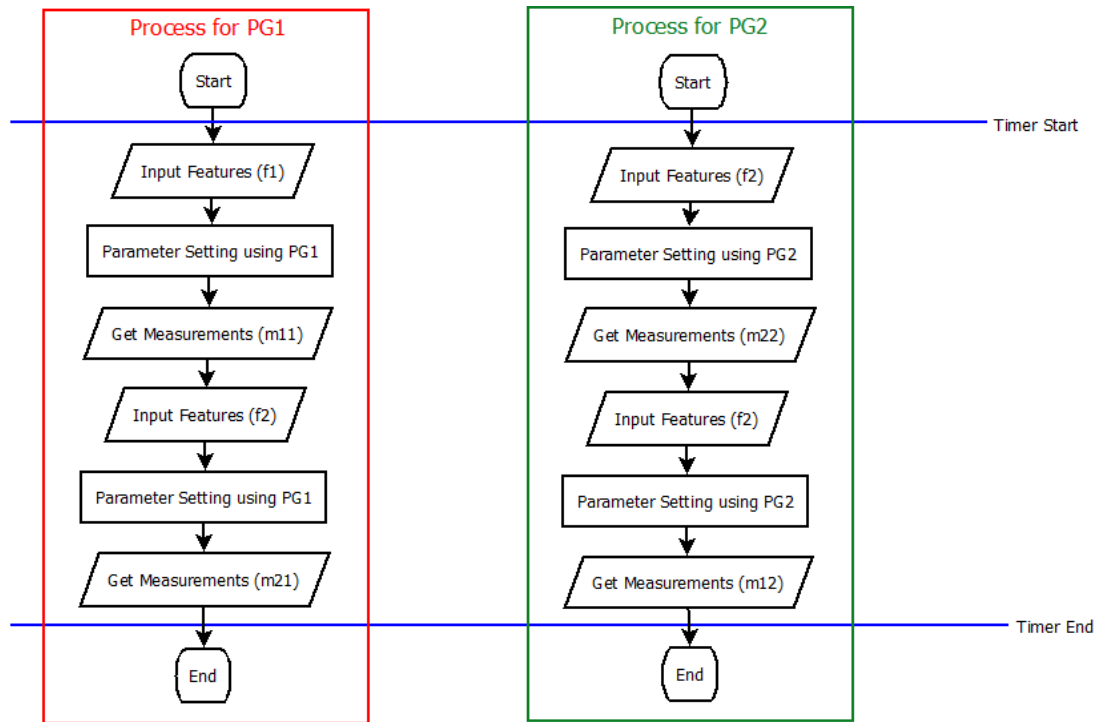 Process for PG1
Start
Input Features (f1)
Parameter Setting using PG1
Get Measurements (m11)
Input Features (f2)
Parameter Setting using PG1
Get Measurements (m21)
End
Process for PG2
Start
Input Features (f2)
Parameter Setting using PG2
Get Measurements (m22)
Input Features (f2)
Parameter Setting using PG2
Get Measurements (m12)
End
Timer Start
Timer End